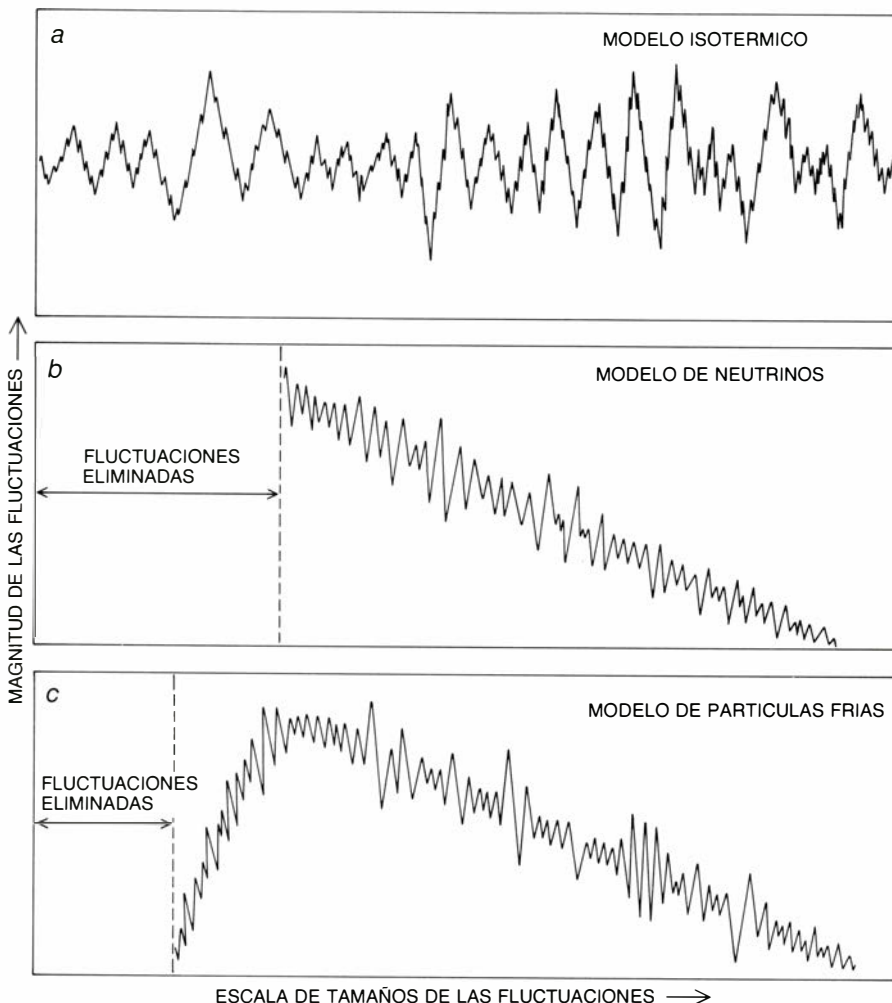 a
MODELO ISOTERMICO
b
MODELO DE NEUTRINOS
FLUCTUACIONES
ELIMINADAS
MAGNITUD DE LAS FLUCTUACIONES
c
MODELO DE PARTICULAS FRIAS
FLUCTUACIONES
ELIMINADAS
ESCALA DE TAMAÑOS DE LAS FLUCTUACIONES